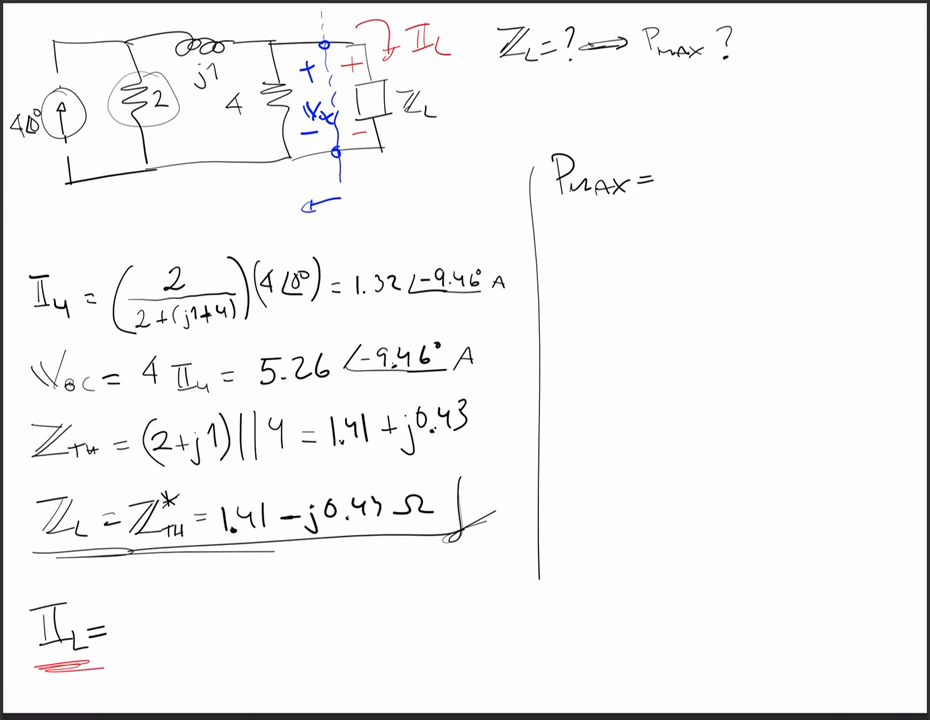 4∠0° 2 j1 4 + Vx - + - I_L Z_L
Z_L = ? ↔ P_MAX ?
I_4 = (2 / (2+(j1+4))) (4∠0°) = 1.32 ∠-9.46° A
V_OC = 4 I_4 = 5.26 ∠-9.46° A
Z_TH = (2+j1) || 4 = 1.41 + j0.43
Z_L = Z_TH* = 1.41 - j0.43 Ω
I_L =
P_MAX =